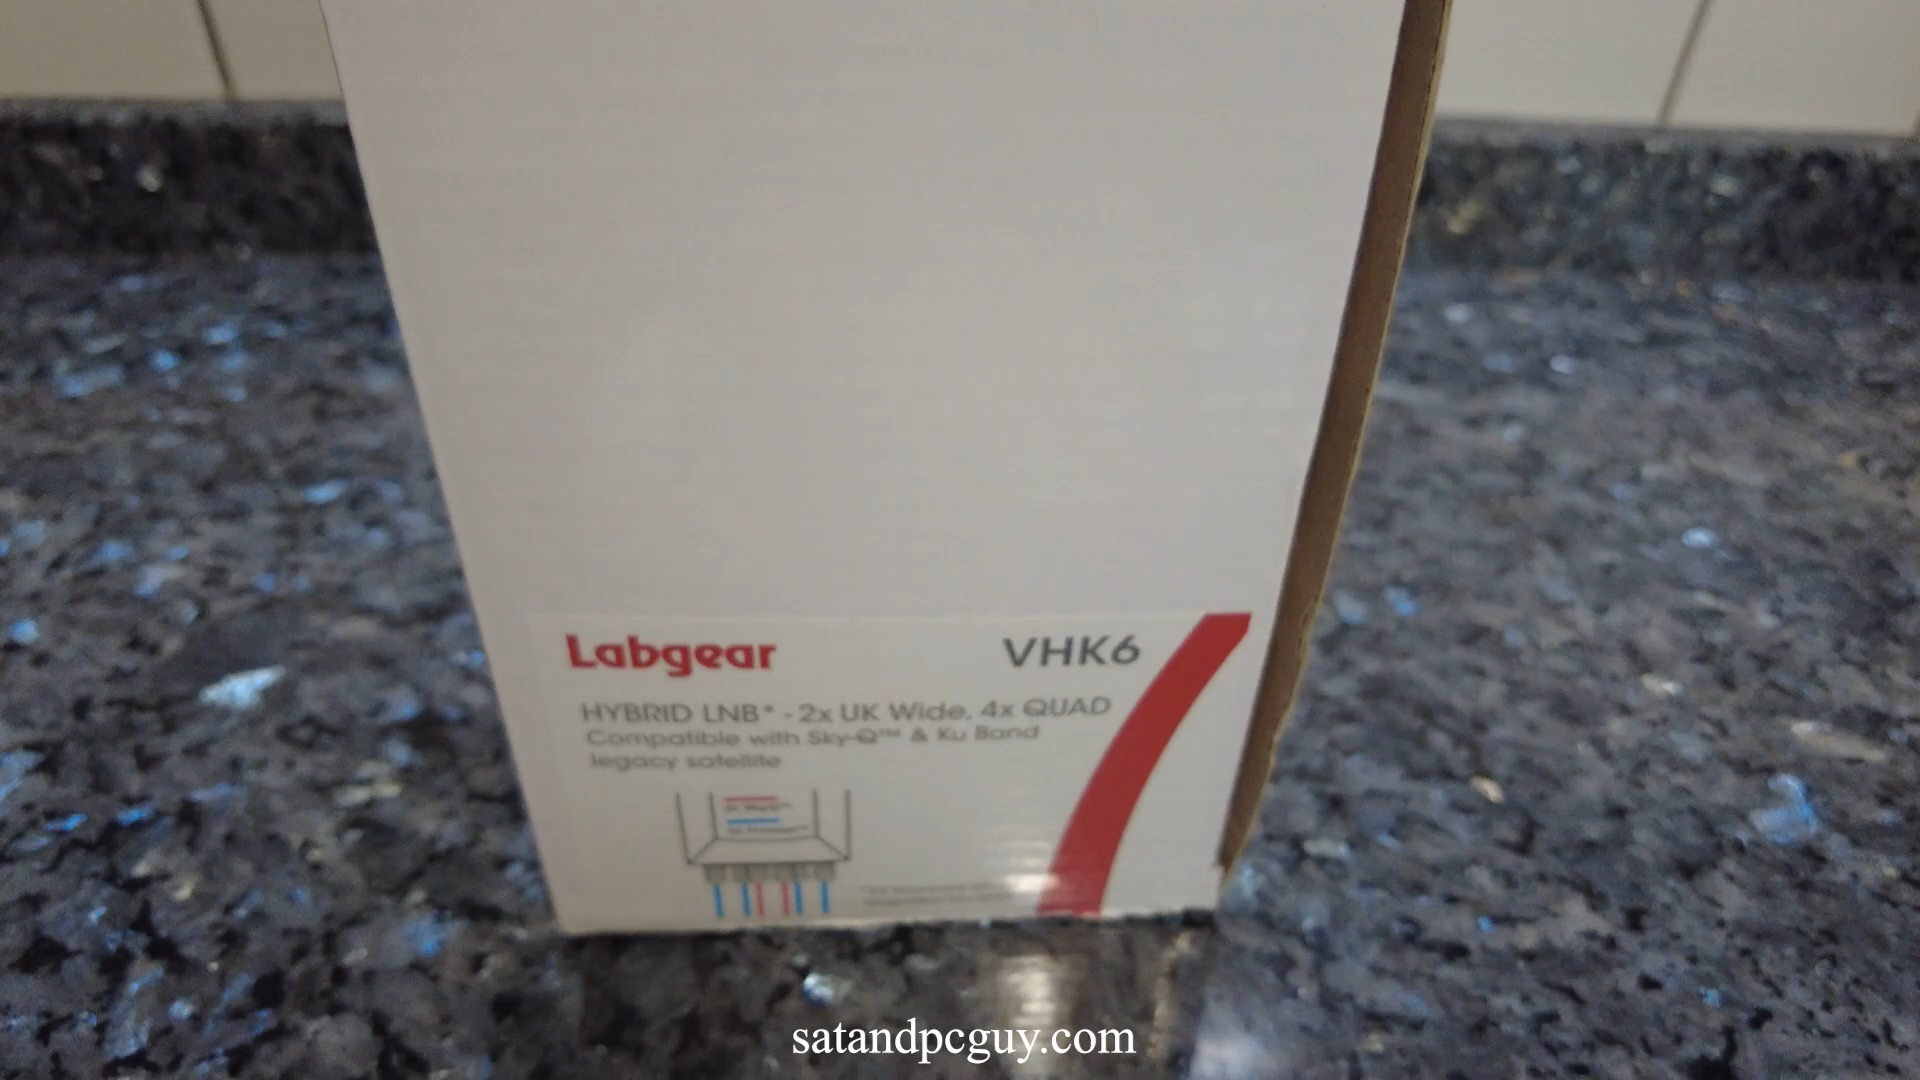 Labgear
VHK6
HYBRID LNB* - 2x UK Wide, 4x QUAD
Compatible with Sky-Q™ & Ku Band
legacy satellite
satandpcguy.com